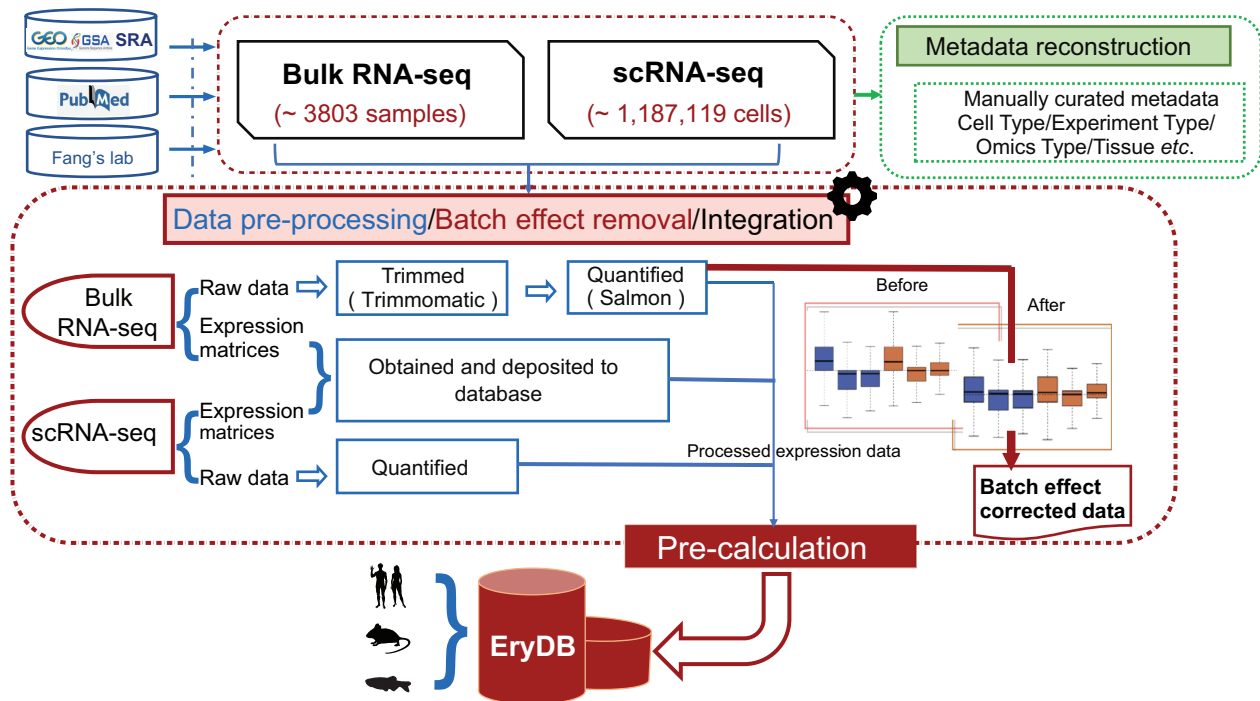 GEO GSA SRA
PubMed
Fang's lab
Bulk RNA-seq
(~ 3803 samples)
scRNA-seq
(~ 1,187,119 cells)
Metadata reconstruction
Manually curated metadata
Cell Type/Experiment Type/
Omics Type/Tissue etc.
Data pre-processing/Batch effect removal/Integration
Bulk
RNA-seq
Raw data
Expression
matrices
Trimmed
( Trimmomatic )
Quantified
( Salmon )
Before
After
Obtained and deposited to
database
scRNA-seq
Expression
matrices
Raw data
Quantified
Processed expression data
Batch effect
corrected data
Pre-calculation
EryDB